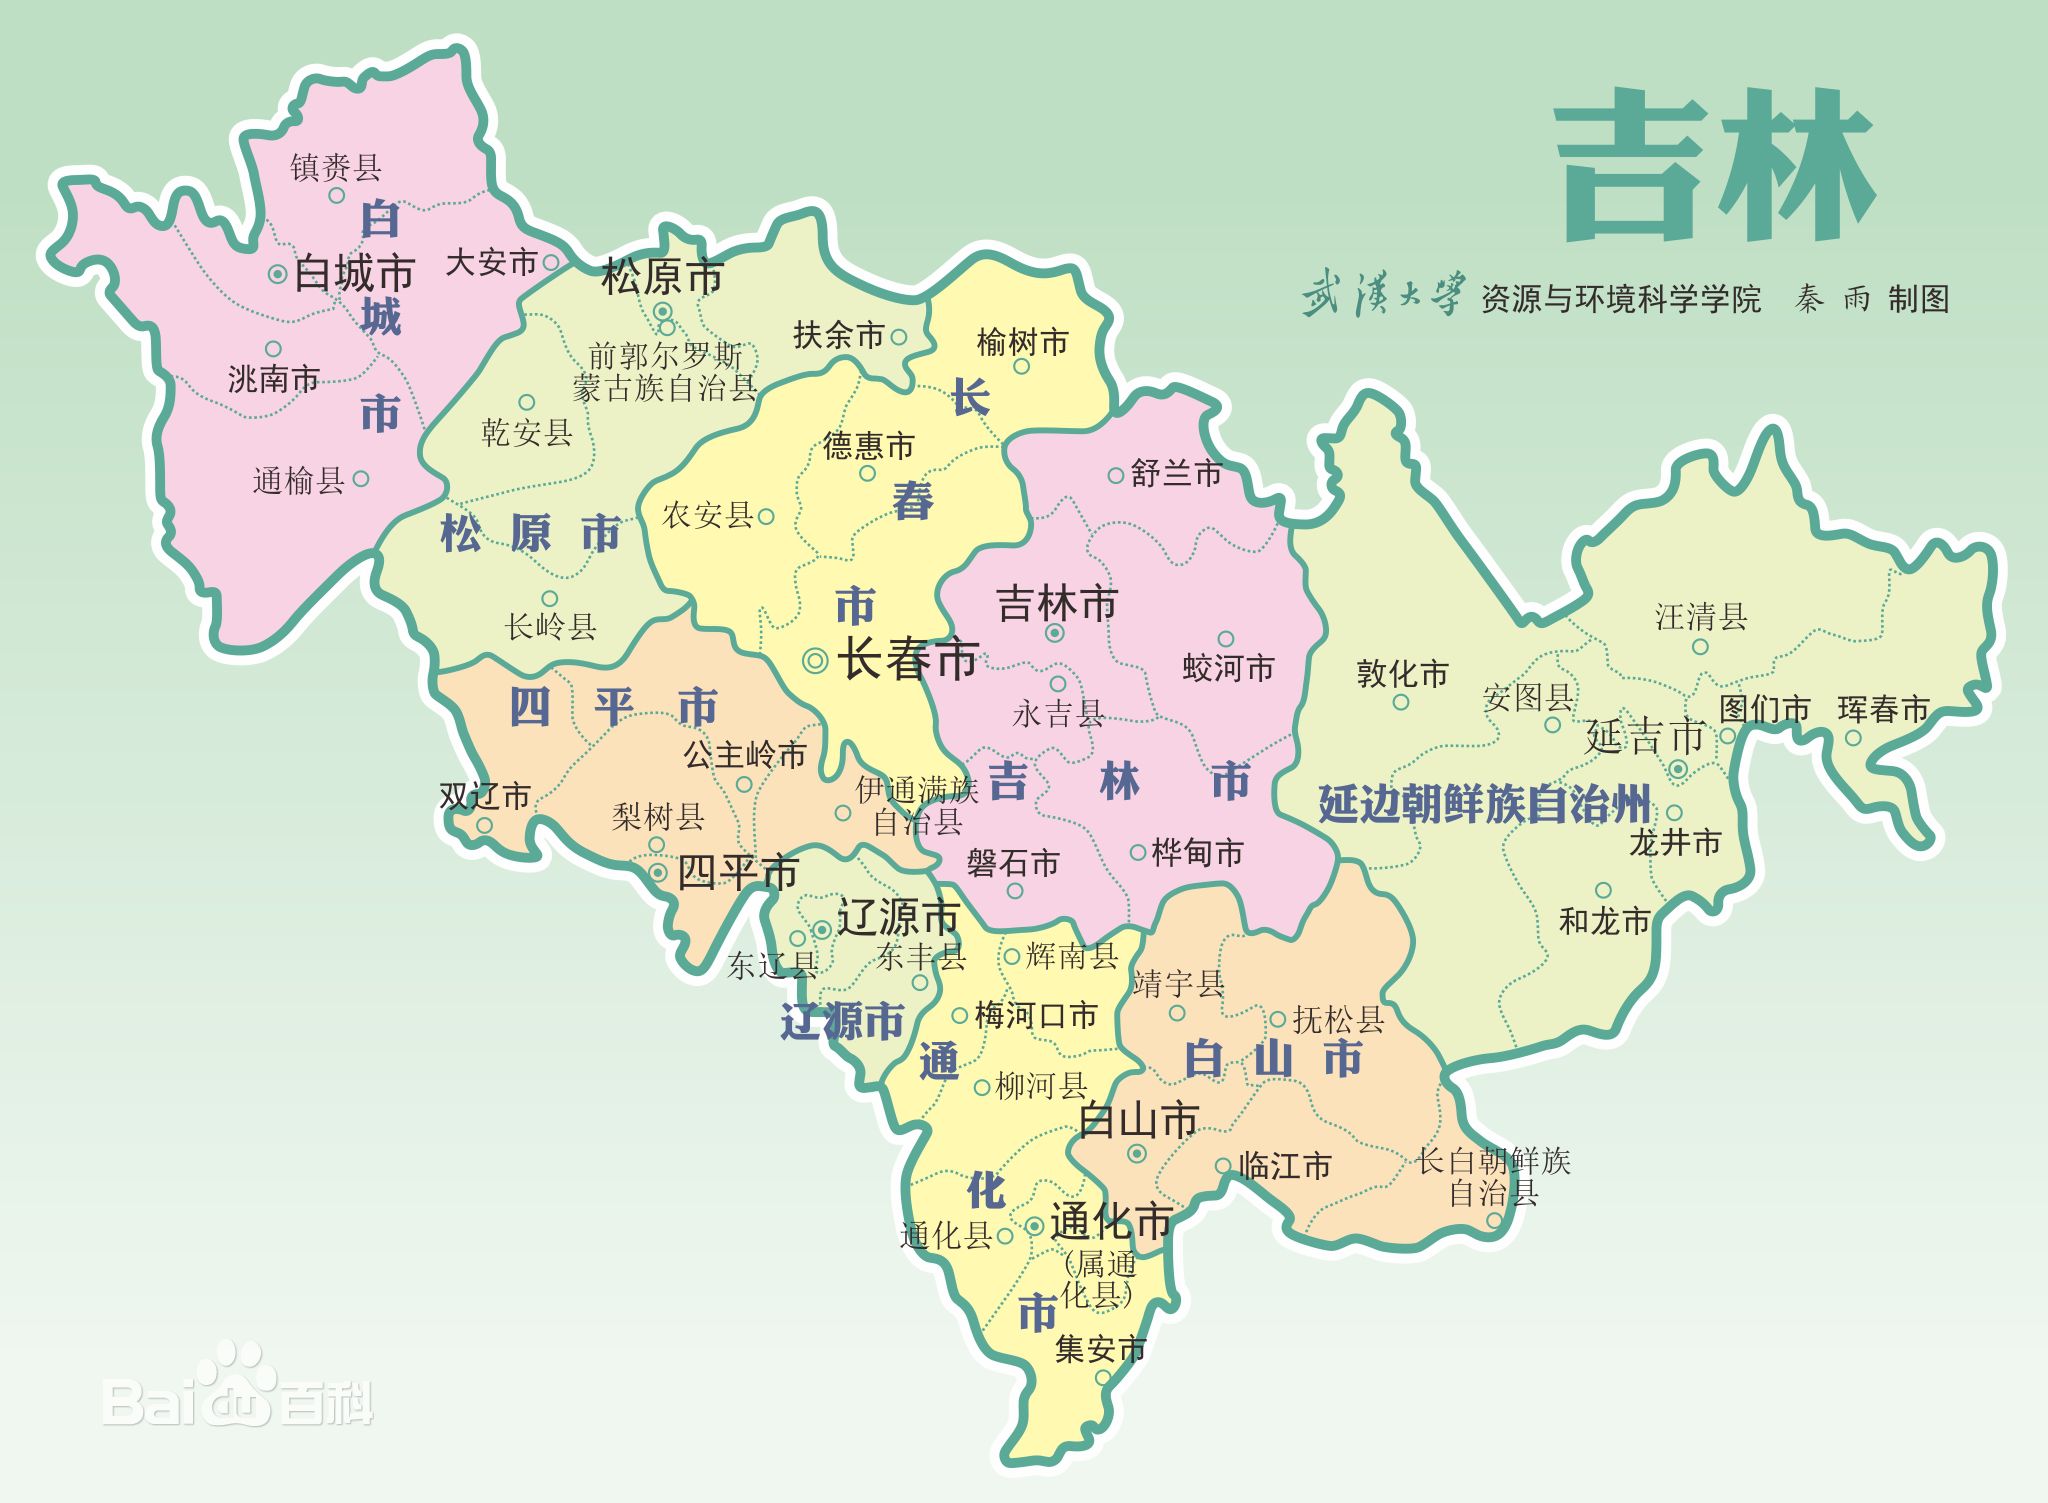 吉林
武漢大學 资源与环境科学学院 秦雨 制图
镇赉县
白城市
白城市
大安市
洮南市
通榆县
松原市
前郭尔罗斯
蒙古族自治县
扶余市
乾安县
松原市
长岭县
榆树市
长春市
德惠市
农安县
长春市
舒兰市
吉林市
蛟河市
永吉县
吉林市
磐石市
桦甸市
四平市
公主岭市
双辽市
梨树县
伊通满族
自治县
四平市
辽源市
东辽县
东丰县
辽源市
敦化市
汪清县
安图县
延吉市
图们市
珲春市
延边朝鲜族自治州
龙井市
和龙市
辉南县
梅河口市
通化市
柳河县
通化县
通化市
(属通
化县)
集安市
靖宇县
抚松县
白山市
白山市
临江市
长白朝鲜族
自治县
Bai百科